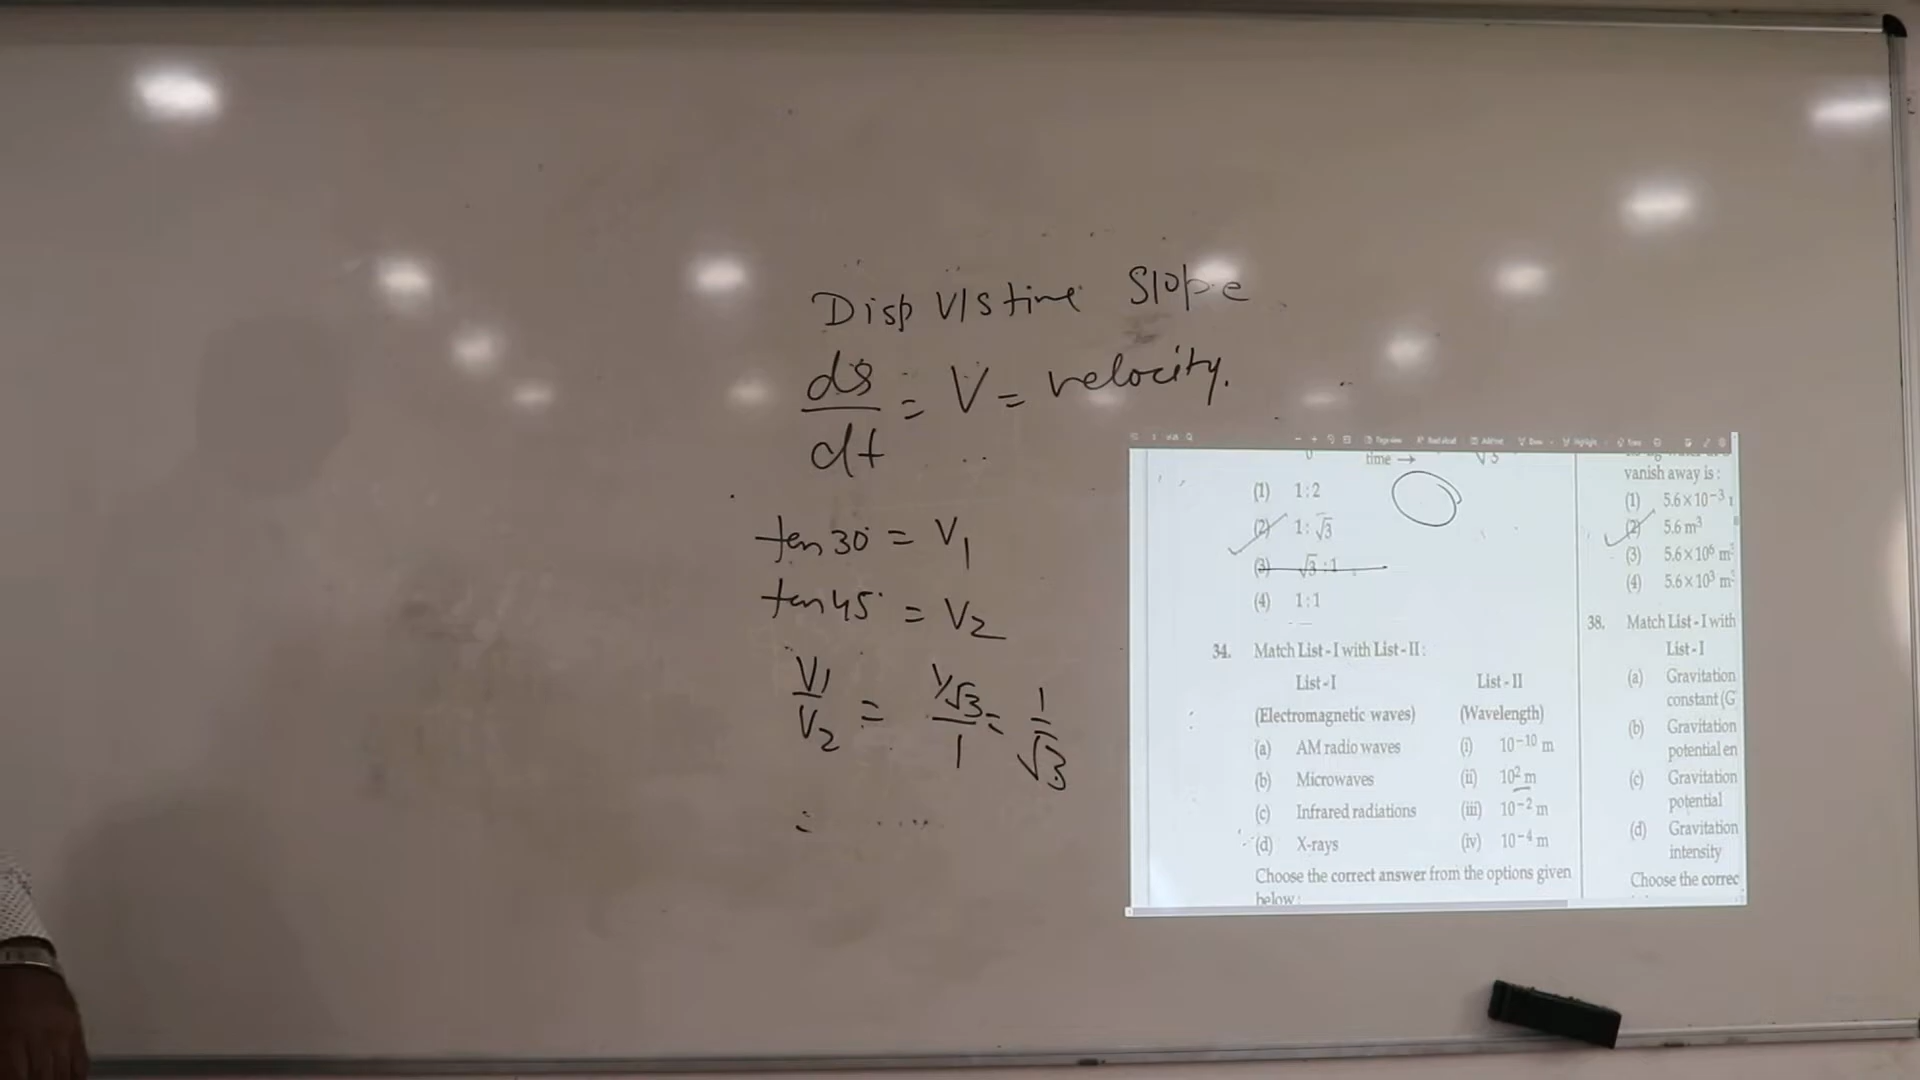 Disp V/S time Slope
ds/dt = V = velocity.
ten 30° = V1
ten 45° = V2
V1/V2 = 1/√3/1 = 1/√3
time →
√3
(1) 1 : 2
(2) 1 : √3
(3) √3 : 1
(4) 1 : 1
34. Match List - I with List - II :
List - I List - II
(Electromagnetic waves) (Wavelength)
(a) AM radio waves (i) 10⁻¹⁰ m
(b) Microwaves (ii) 10² m
(c) Infrared radiations (iii) 10⁻² m
(d) X-rays (iv) 10⁻⁴ m
Choose the correct answer from the options given
below :
vanish away is :
(1) 5.6 × 10⁻³
(2) 5.6 m³
(3) 5.6 × 10⁶ m³
(4) 5.6 × 10³ m³
38. Match List - I with
List - I
(a) Gravitation
constant (G
(b) Gravitation
potential en
(c) Gravitation
potential
(d) Gravitation
intensity
Choose the correc